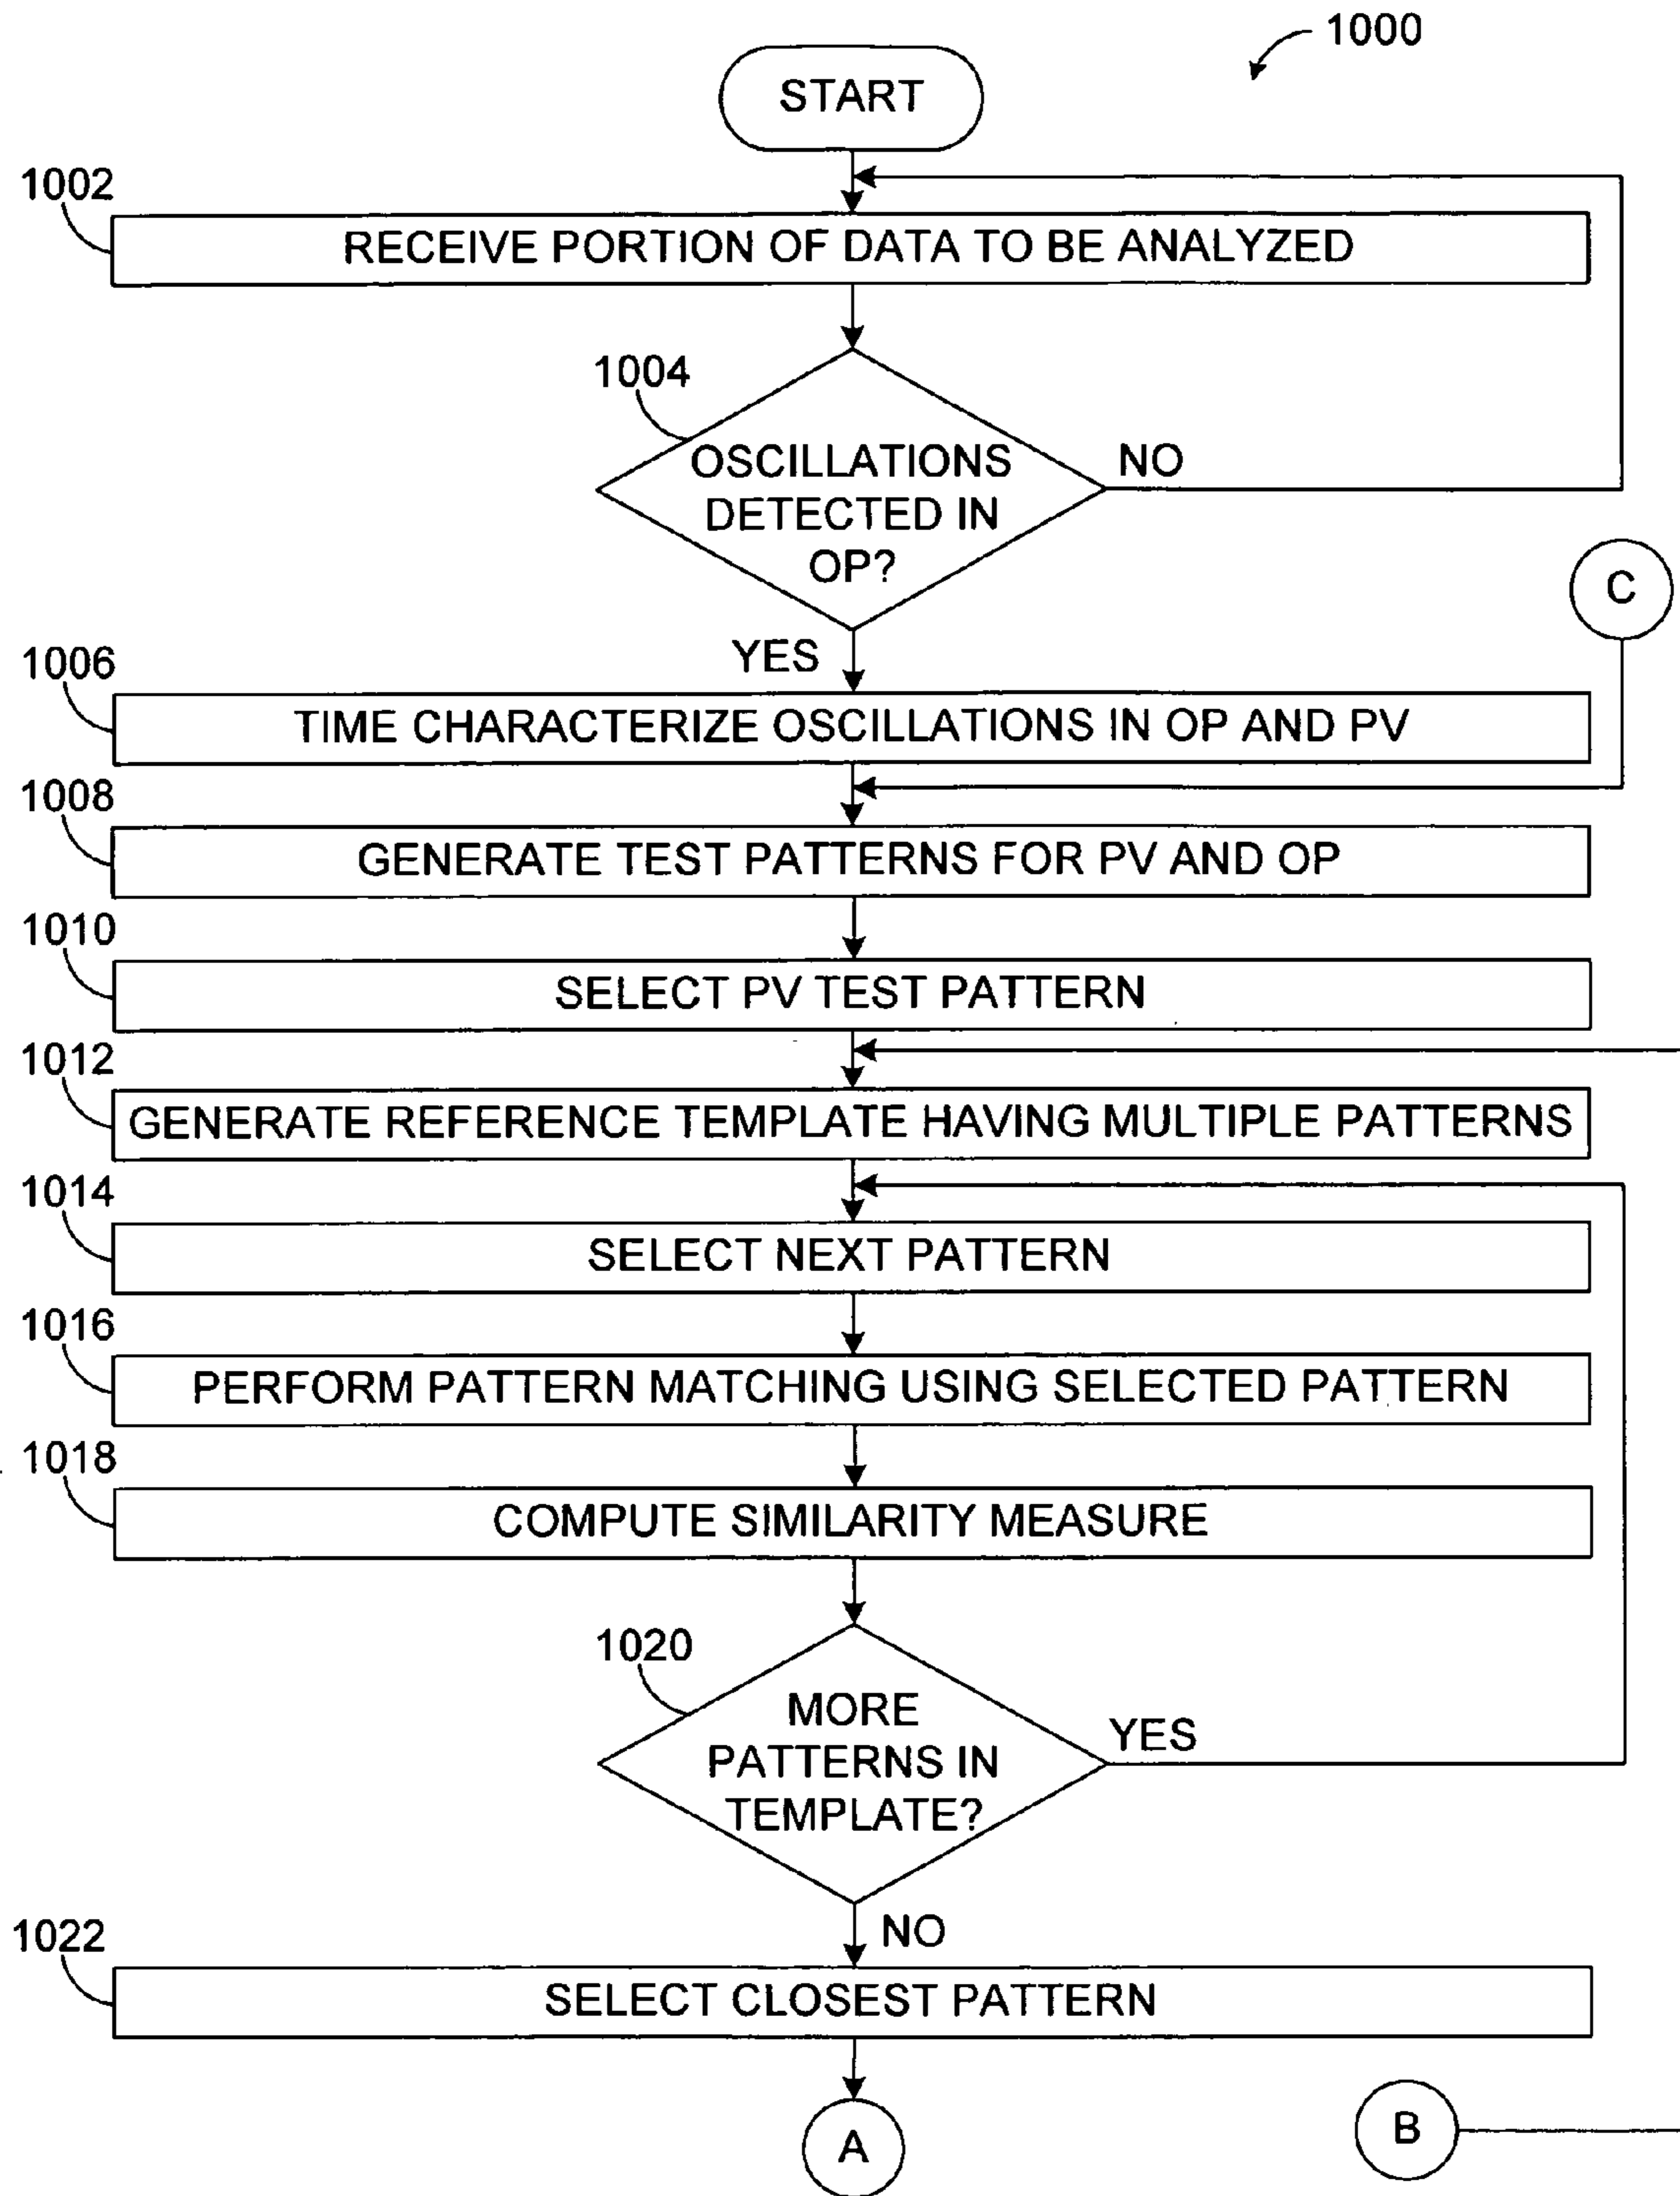 1000
START
1002
RECEIVE PORTION OF DATA TO BE ANALYZED
1004
OSCILLATIONS
DETECTED IN
OP?
NO
C
YES
1006
TIME CHARACTERIZE OSCILLATIONS IN OP AND PV
1008
GENERATE TEST PATTERNS FOR PV AND OP
1010
SELECT PV TEST PATTERN
1012
GENERATE REFERENCE TEMPLATE HAVING MULTIPLE PATTERNS
1014
SELECT NEXT PATTERN
1016
PERFORM PATTERN MATCHING USING SELECTED PATTERN
1018
COMPUTE SIMILARITY MEASURE
1020
MORE
PATTERNS IN
TEMPLATE?
YES
NO
1022
SELECT CLOSEST PATTERN
A
B